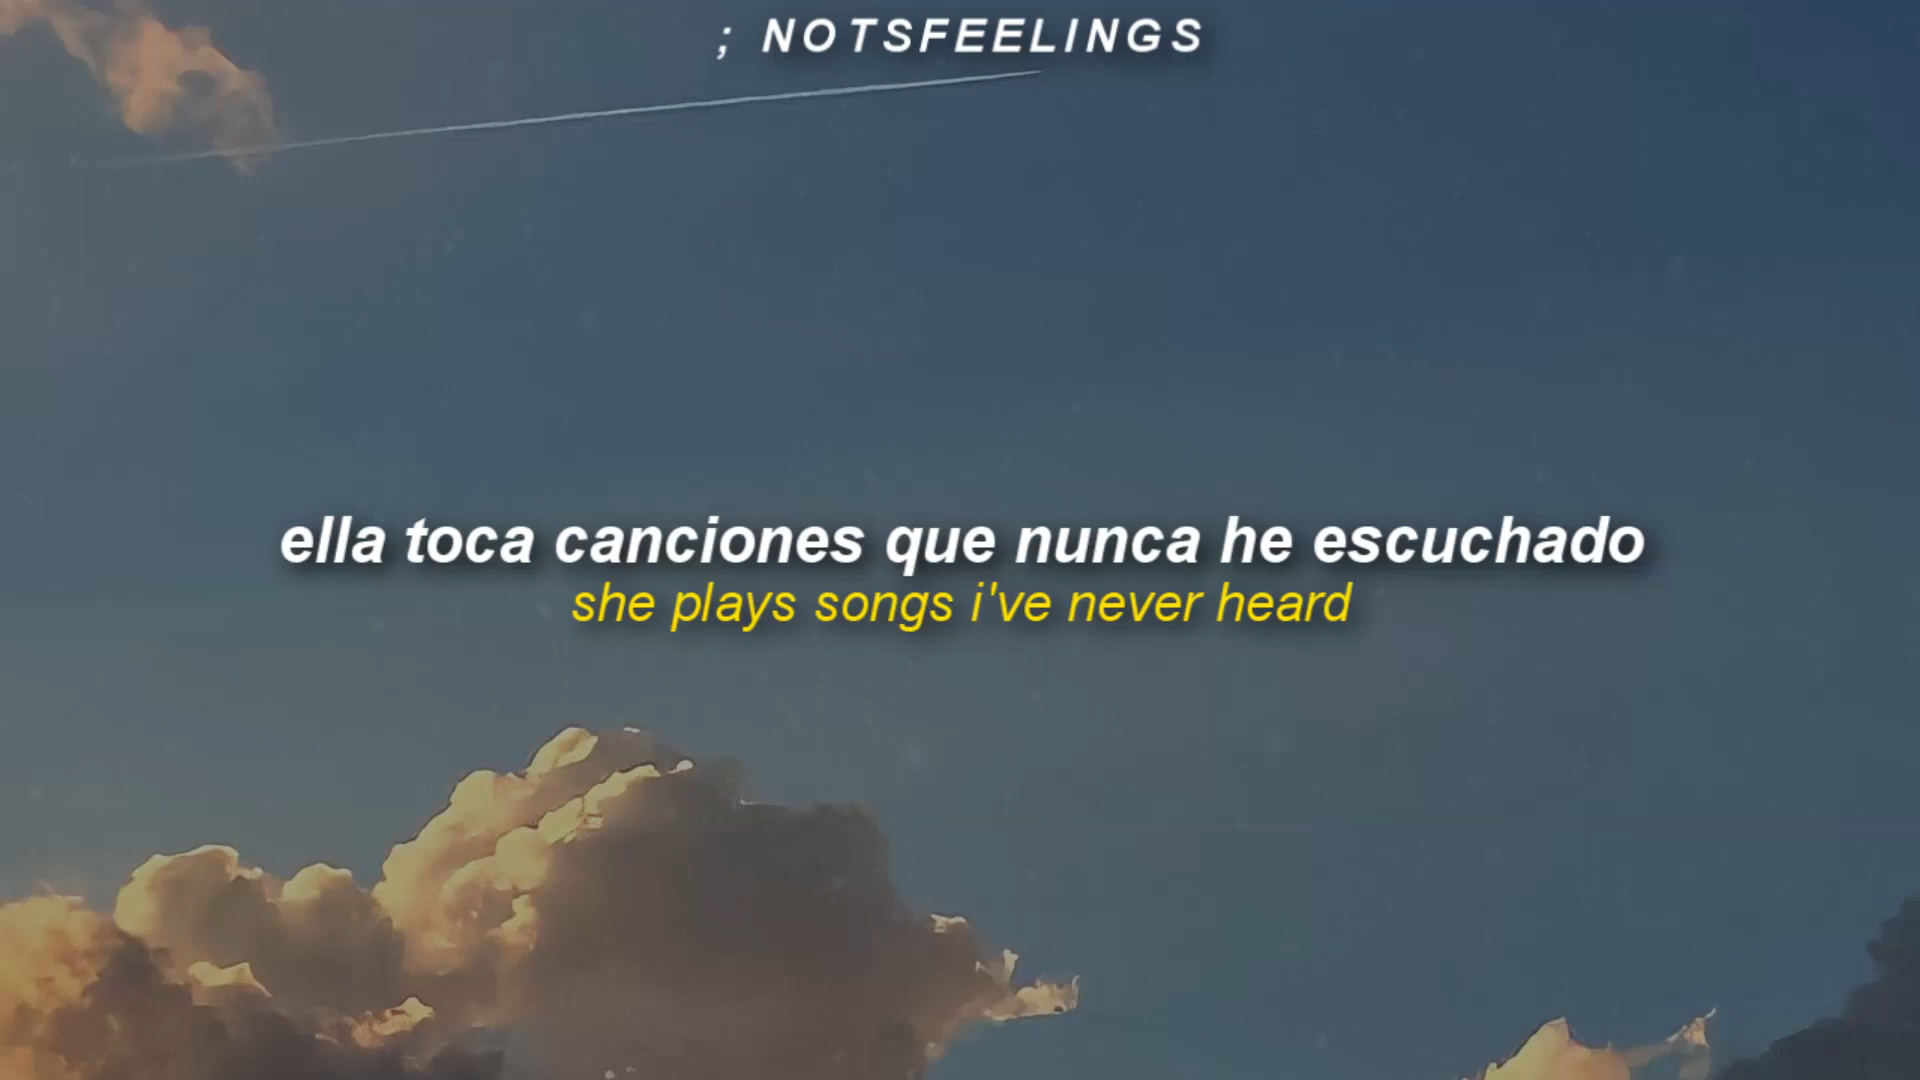 ; NOTSFEELINGS
ella toca canciones que nunca he escuchado
she plays songs i've never heard